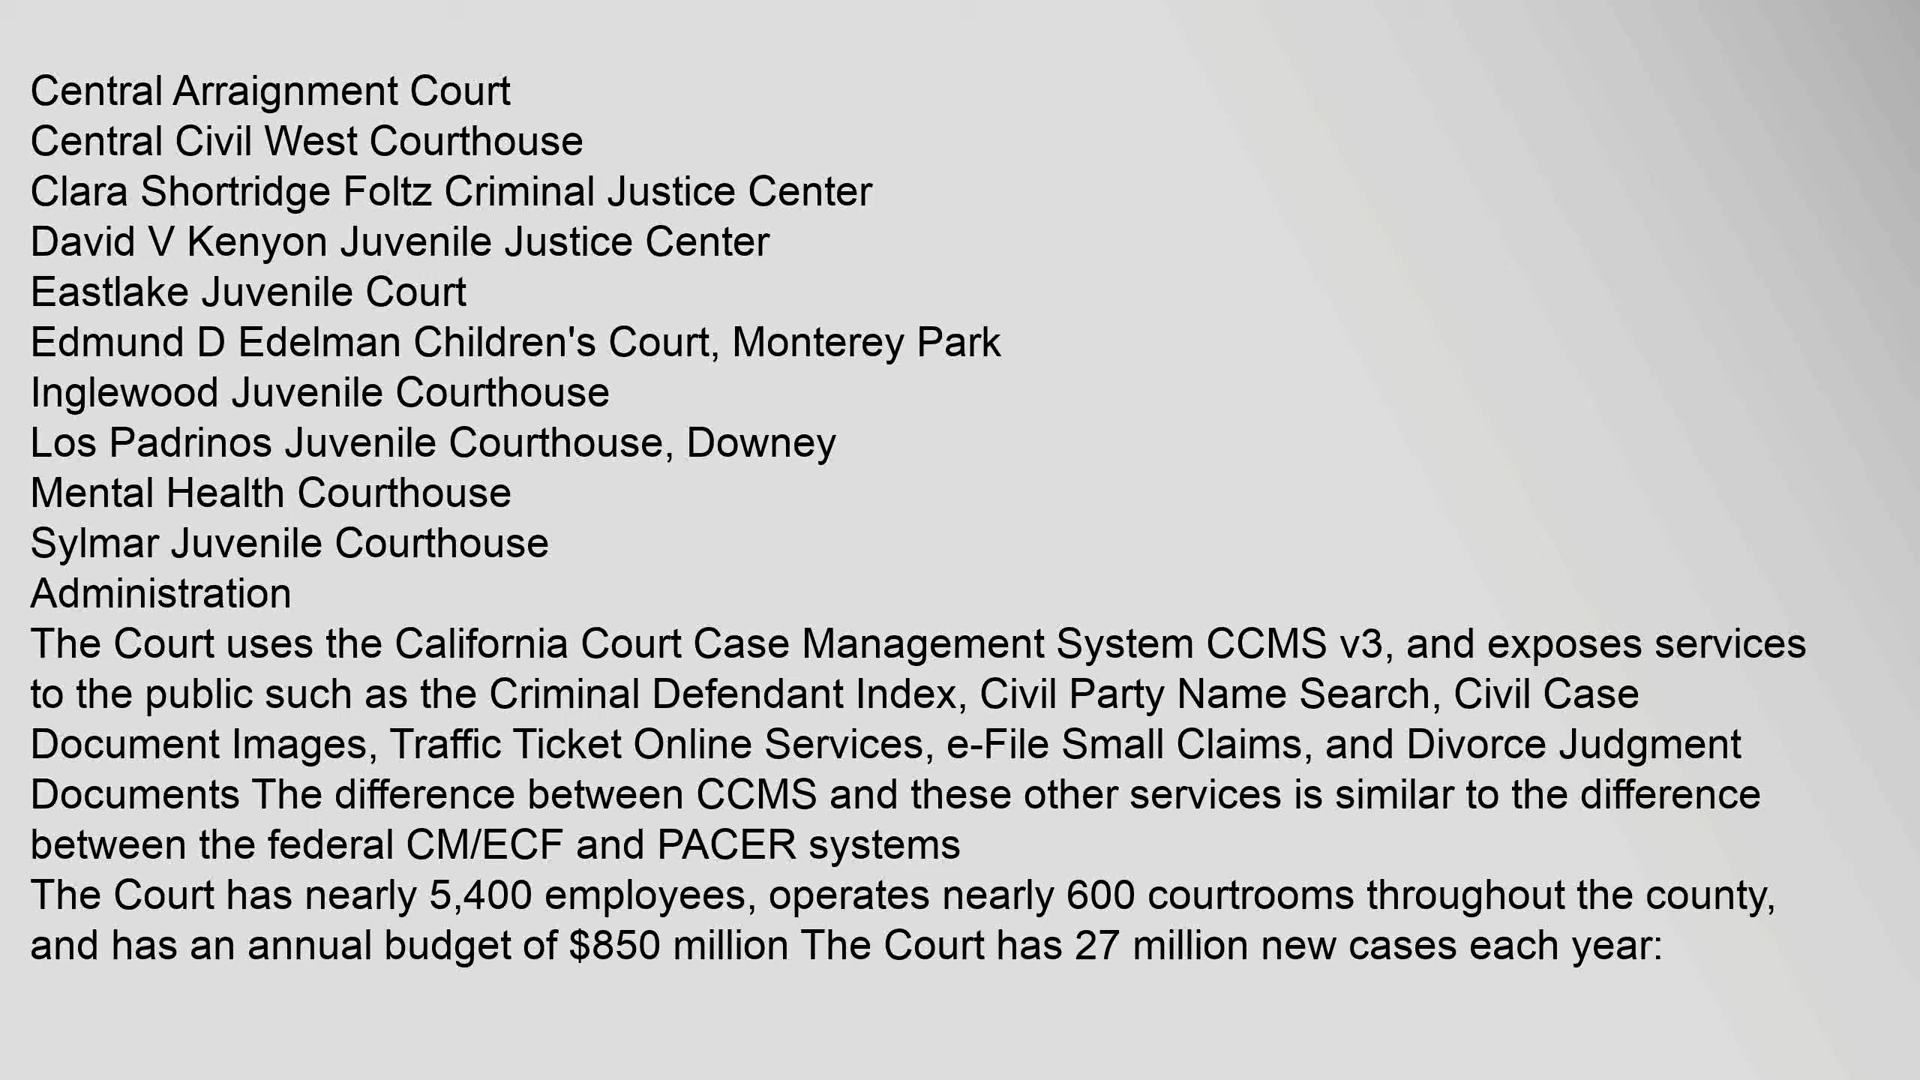 Central Arraignment Court
Central Civil West Courthouse
Clara Shortridge Foltz Criminal Justice Center
David V Kenyon Juvenile Justice Center
Eastlake Juvenile Court
Edmund D Edelman Children's Court, Monterey Park
Inglewood Juvenile Courthouse
Los Padrinos Juvenile Courthouse, Downey
Mental Health Courthouse
Sylmar Juvenile Courthouse
Administration
The Court uses the California Court Case Management System CCMS v3, and exposes services
to the public such as the Criminal Defendant Index, Civil Party Name Search, Civil Case
Document Images, Traffic Ticket Online Services, e-File Small Claims, and Divorce Judgment
Documents The difference between CCMS and these other services is similar to the difference
between the federal CM/ECF and PACER systems
The Court has nearly 5,400 employees, operates nearly 600 courtrooms throughout the county,
and has an annual budget of $850 million The Court has 27 million new cases each year: